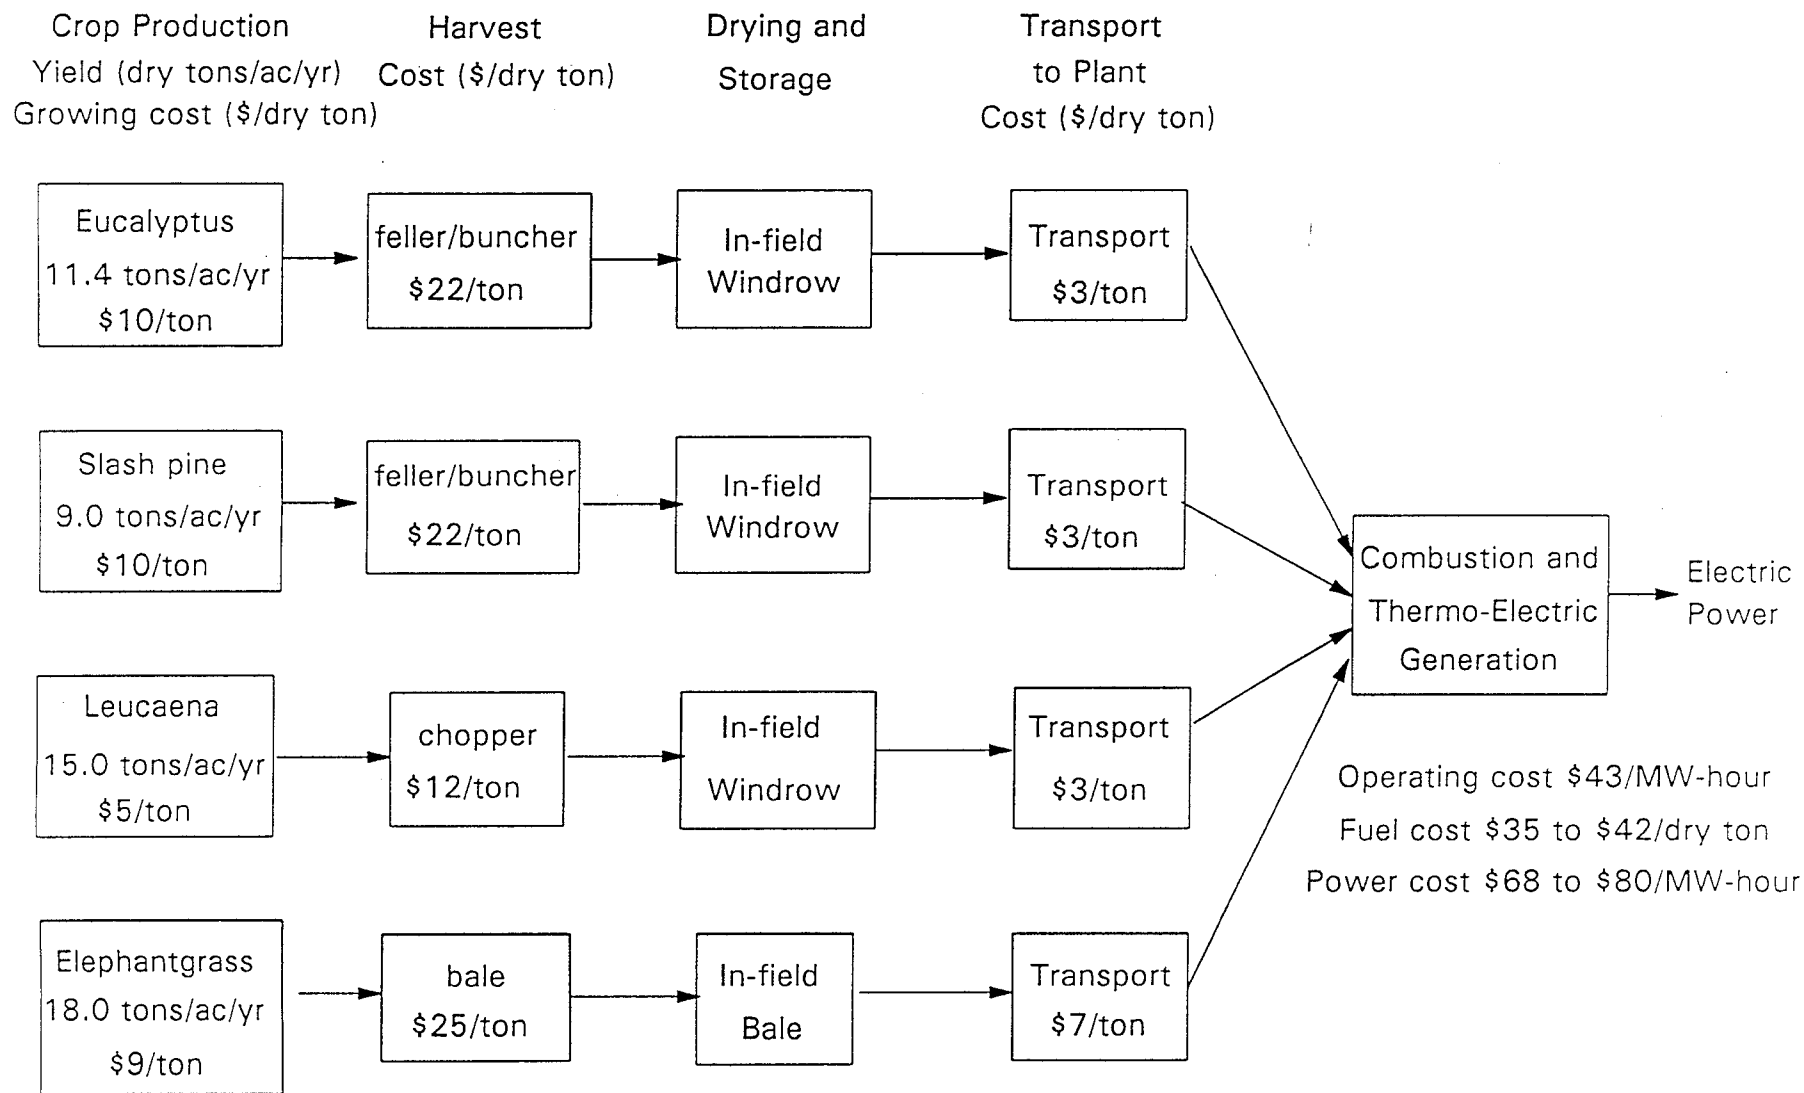 Crop Production
Yield (dry tons/ac/yr)
Growing cost ($/dry ton)
Harvest
Cost ($/dry ton)
Drying and
Storage
Transport
to Plant
Cost ($/dry ton)
Eucalyptus
11.4 tons/ac/yr
$10/ton
feller/buncher
$22/ton
In-field
Windrow
Transport
$3/ton
Slash pine
9.0 tons/ac/yr
$10/ton
feller/buncher
$22/ton
In-field
Windrow
Transport
$3/ton
Leucaena
15.0 tons/ac/yr
$5/ton
chopper
$12/ton
In-field
Windrow
Transport
$3/ton
Elephantgrass
18.0 tons/ac/yr
$9/ton
bale
$25/ton
In-field
Bale
Transport
$7/ton
Combustion and
Thermo-Electric
Generation
Electric
Power
Operating cost $43/MW-hour
Fuel cost $35 to $42/dry ton
Power cost $68 to $80/MW-hour